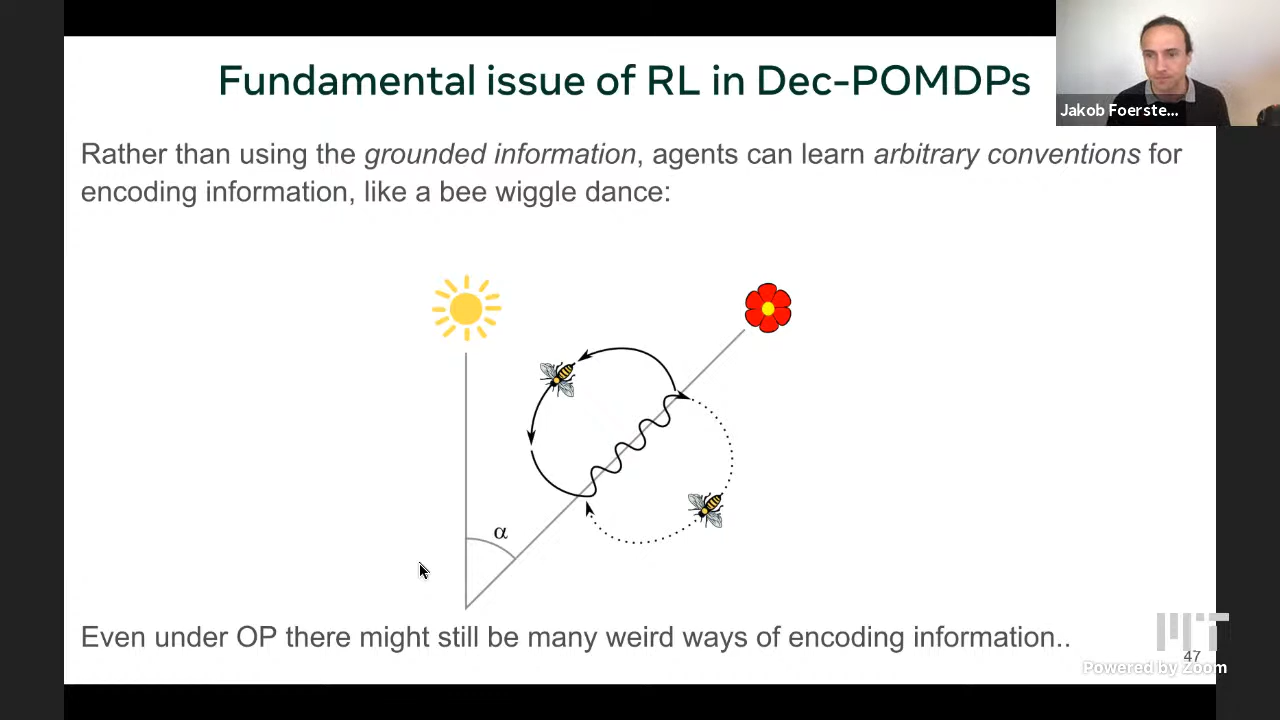 Fundamental issue of RL in Dec-POMDPs
Jakob Foerste...
Rather than using the grounded information, agents can learn arbitrary conventions for
encoding information, like a bee wiggle dance:
α
Even under OP there might still be many weird ways of encoding information..
MIT
47
Powered by Zoom